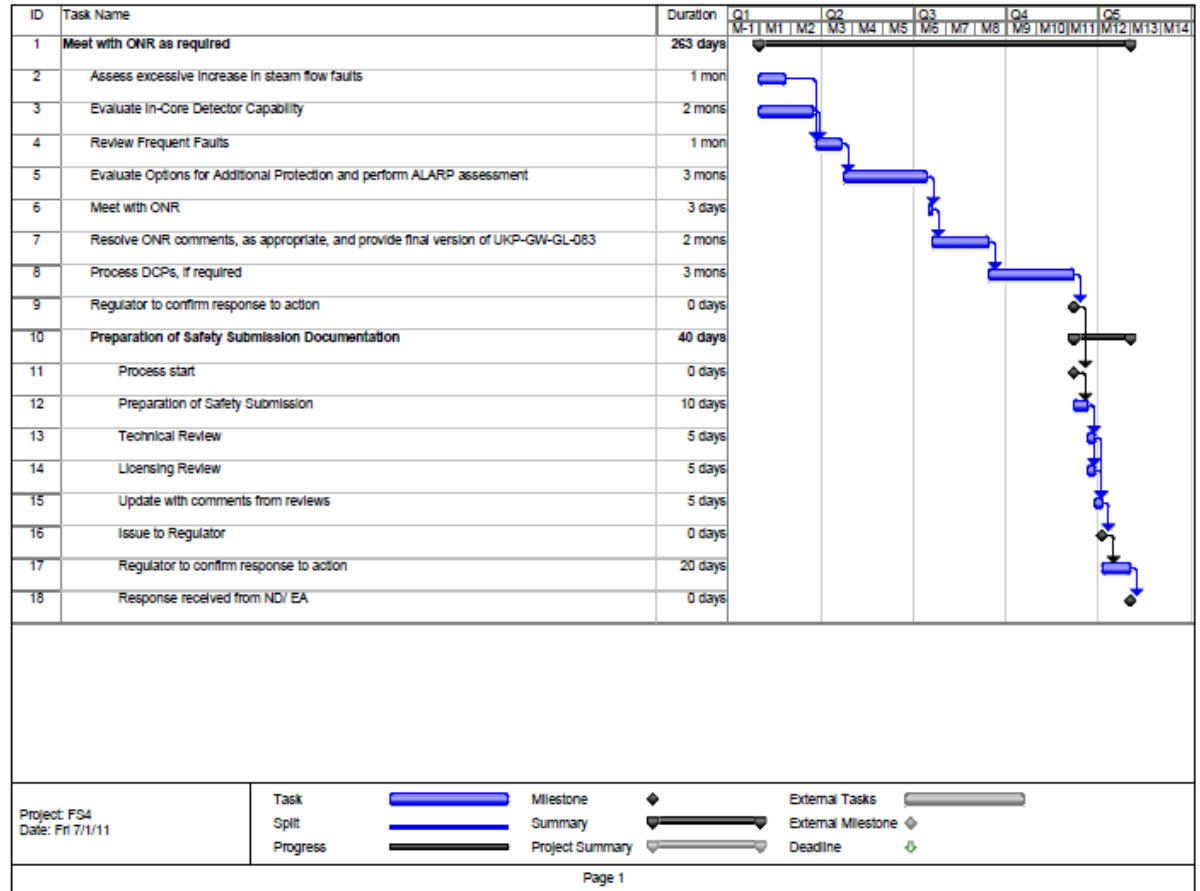 ID Task Name Duration Q1 Q2 Q3 Q4 Q5
M-1 M1 M2 M3 M4 M5 M6 M7 M8 M9 M10 M11 M12 M13 M14
1 Meet with ONR as required 263 days
2 Assess excessive increase in steam flow faults 1 mon
3 Evaluate In-Core Detector Capability 2 mons
4 Review Frequent Faults 1 mon
5 Evaluate Options for Additional Protection and perform ALARP assessment 3 mons
6 Meet with ONR 3 days
7 Resolve ONR comments, as appropriate, and provide final version of UKP-GW-GL-083 2 mons
8 Process DCPs, if required 3 mons
9 Regulator to confirm response to action 0 days
10 Preparation of Safety Submission Documentation 40 days
11 Process start 0 days
12 Preparation of Safety Submission 10 days
13 Technical Review 5 days
14 Licensing Review 5 days
15 Update with comments from reviews 5 days
16 Issue to Regulator 0 days
17 Regulator to confirm response to action 20 days
18 Response received from ND/ EA 0 days
Project: FS4
Date: Fri 7/1/11
Task Milestone External Tasks
Split Summary External Milestone
Progress Project Summary Deadline
Page 1